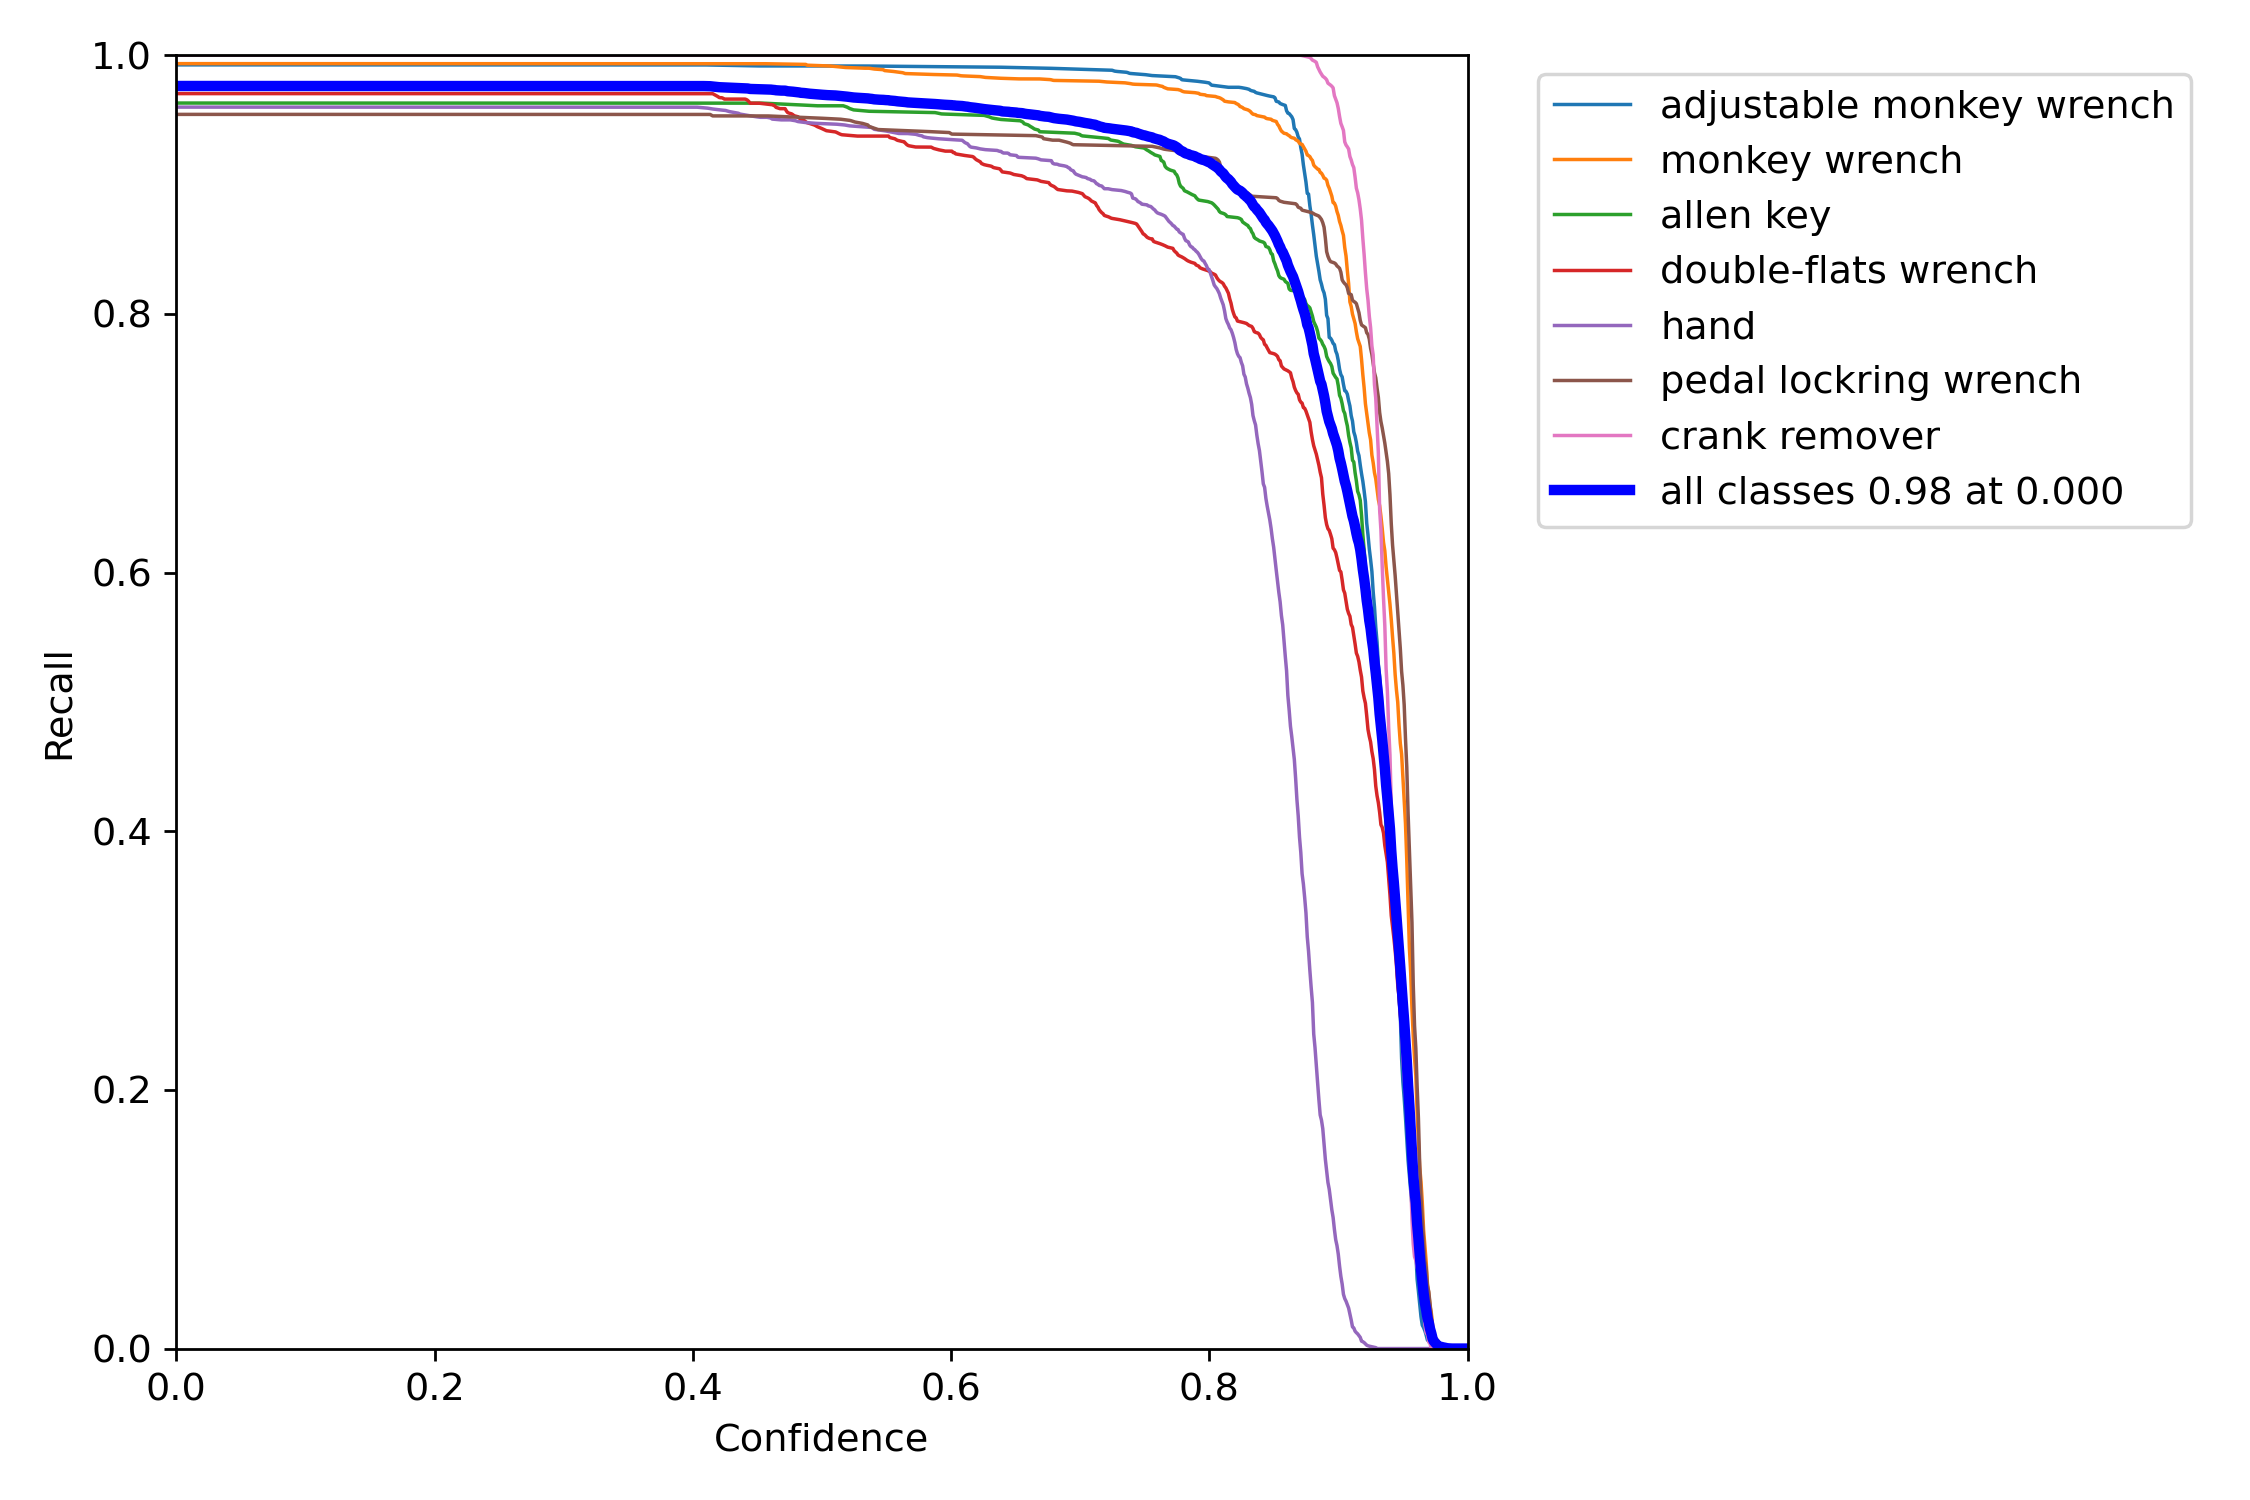 1.0
0.8
0.6
0.4
0.2
0.0
Recall
0.0 0.2 0.4 0.6 0.8 1.0
Confidence
adjustable monkey wrench
monkey wrench
allen key
double-flats wrench
hand
pedal lockring wrench
crank remover
all classes 0.98 at 0.000